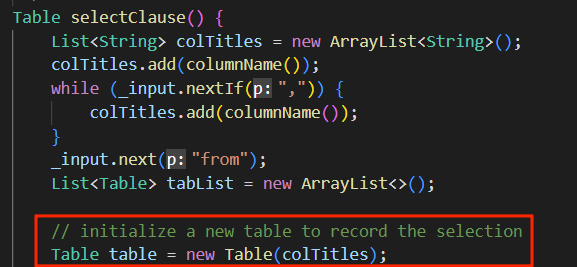 Table selectClause() {
List<String> colTitles = new ArrayList<String>();
colTitles.add(columnName());
while (_input.nextIf(p: ",")) {
colTitles.add(columnName());
}
_input.next(p: "from");
List<Table> tabList = new ArrayList<>();
// initialize a new table to record the selection
Table table = new Table(colTitles);